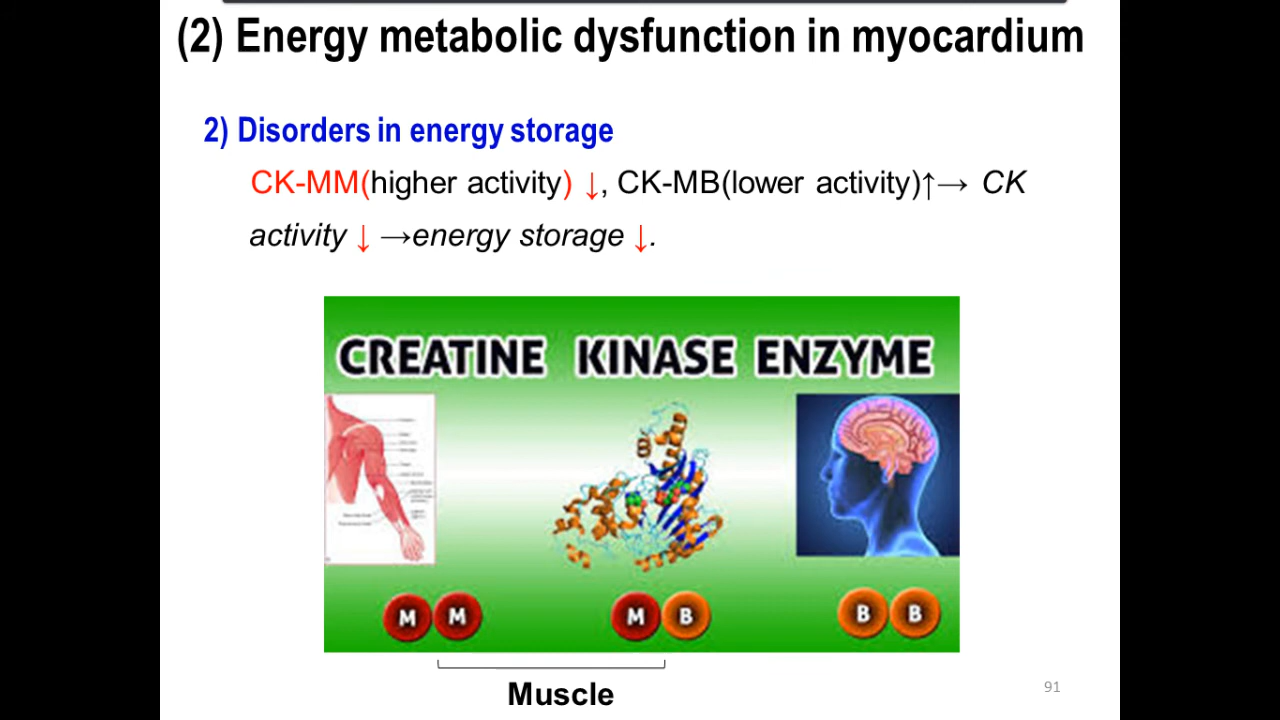 (2) Energy metabolic dysfunction in myocardium
2) Disorders in energy storage
CK-MM(higher activity) ↓, CK-MB(lower activity)↑→ CK
activity ↓ →energy storage ↓.
CREATINE KINASE ENZYME
M M M B B B
Muscle
91